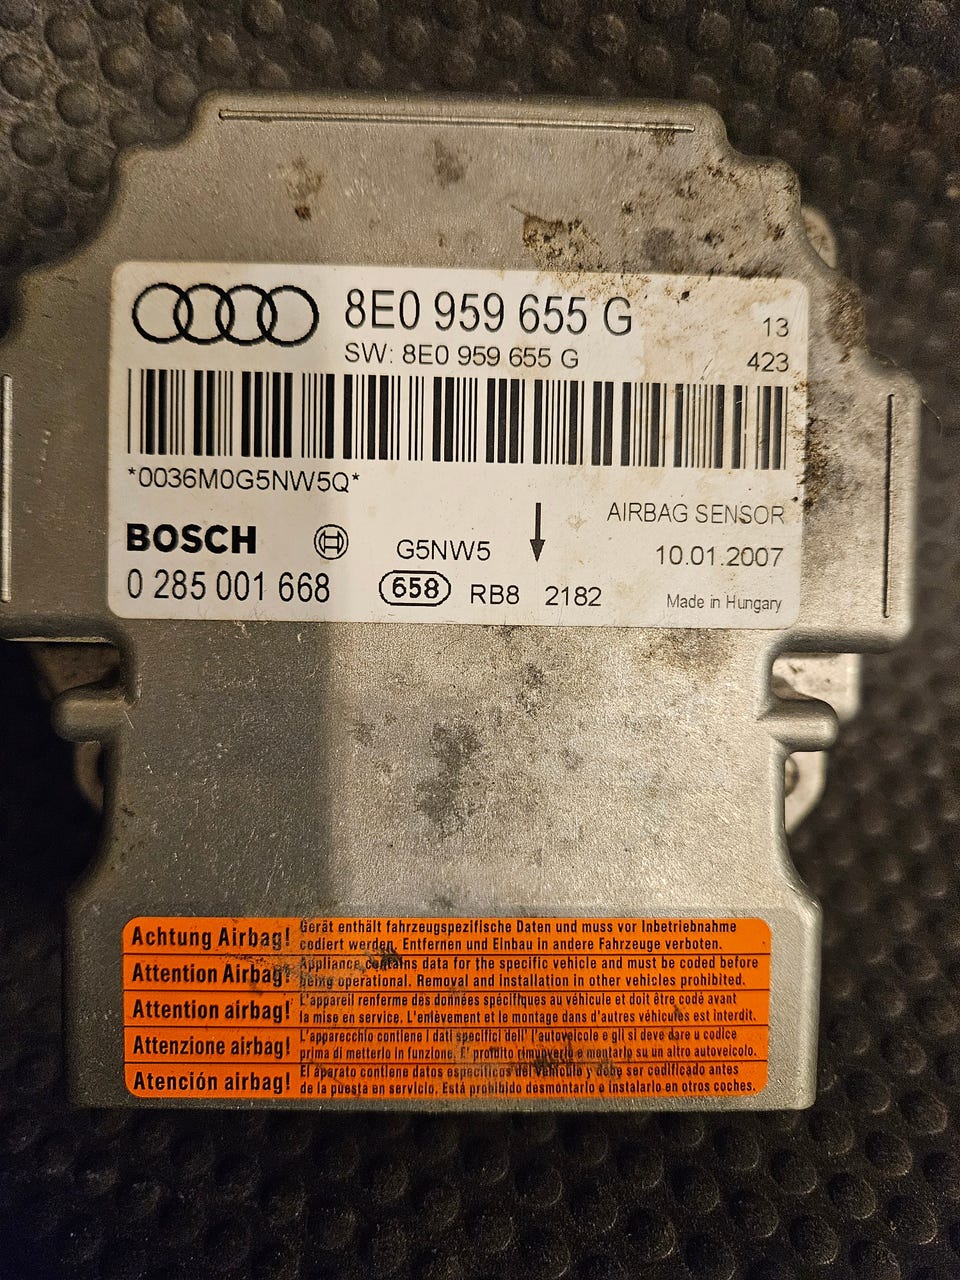 8E0 959 655 G
13
SW: 8E0 959 655 G
423
*0036M0G5NW5Q*
AIRBAG SENSOR
BOSCH
G5NW5
10.01.2007
0 285 001 668
658
RB8
2182
Made in Hungary
Achtung Airbag!
Gerät enthält fahrzeugspezifische Daten und muss vor Inbetriebnahme
codiert werden. Entfernen und Einbau in andere Fahrzeuge verboten.
Attention Airbag!
Appliance contains data for the specific vehicle and must be coded before
being operational. Removal and installation in other vehicles prohibited.
Attention airbag!
L'appareil renferme des données spécifiques au véhicule et doit être codé avant
la mise en service. L'enlèvement et le montage dans d'autres véhicules est interdit.
Attenzione airbag!
L'apparecchio contiene i dati specifici dell' l'autoveicolo e gli si deve dare u codice
prima di metterlo in funzione. E' proibito rimuoverlo e montarlo su un altro autoveicolo.
Atención airbag!
El aparato contiene datos específicos del vehículo y debe ser codificado antes
de la puesta en servicio. Está prohibido desmontarlo e instalarlo en otros coches.